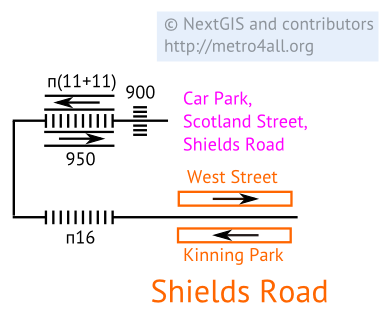 © NextGIS and contributors
http://metro4all.org
п(11+11)
900
Car Park,
Scotland Street,
Shields Road
950
West Street
п16
Kinning Park
Shields Road